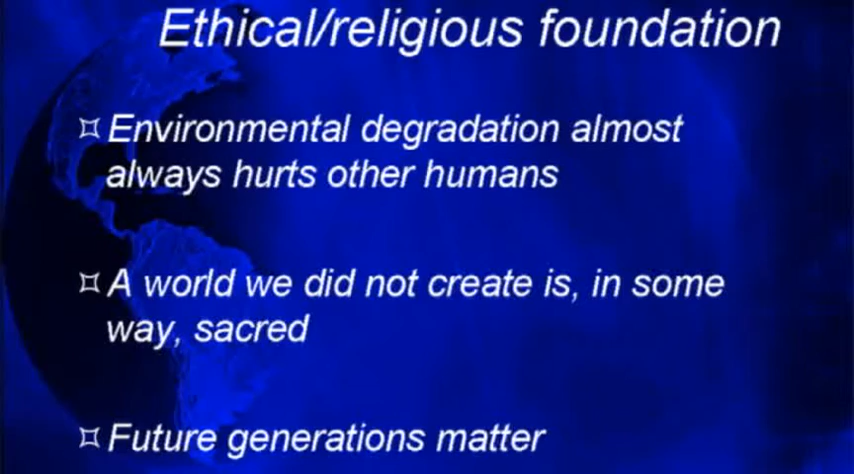 Ethical/religious foundation
Environmental degradation almost
always hurts other humans
A world we did not create is, in some
way, sacred
Future generations matter